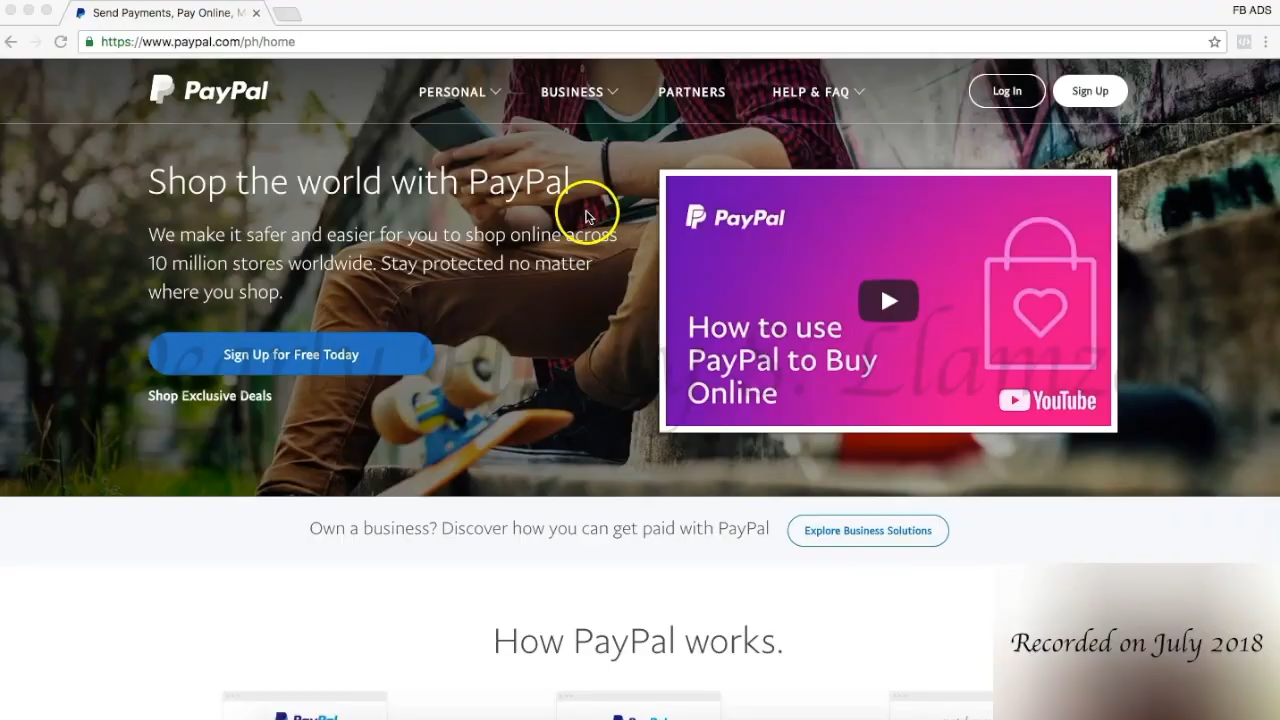 Send Payments, Pay Online, M
FB ADS
https://www.paypal.com/ph/home
PayPal
PERSONAL
BUSINESS
PARTNERS
HELP & FAQ
Log In
Sign Up
Shop the world with PayPal
We make it safer and easier for you to shop online across
10 million stores worldwide. Stay protected no matter
where you shop.
Sign Up for Free Today
Shop Exclusive Deals
PayPal
How to use
PayPal to Buy
Online
YouTube
Own a business? Discover how you can get paid with PayPal
Explore Business Solutions
How PayPal works.
Recorded on July 2018